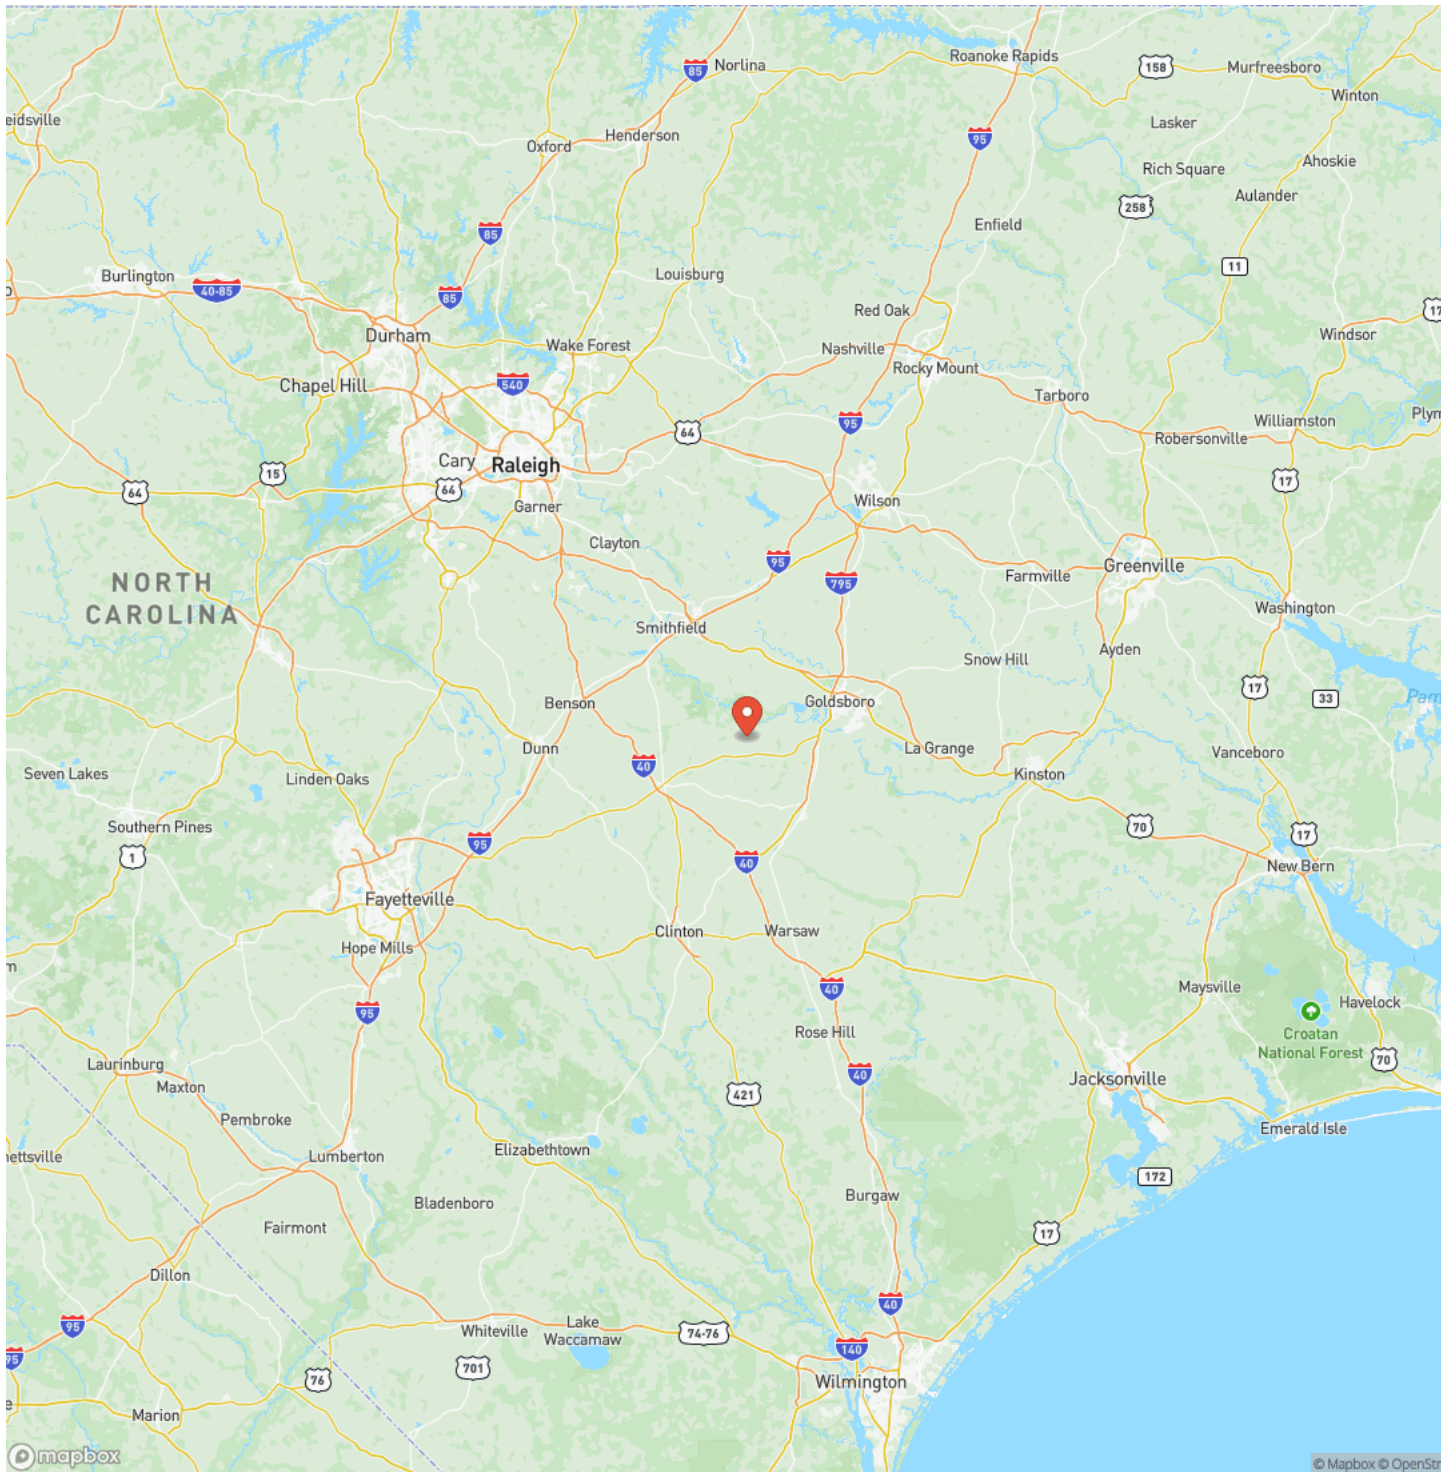 Roanoke Rapids
158
Murfreesboro
Norlina
85
Winton
eidsville
Henderson
Lasker
95
Oxford
Ahoskie
Rich Square
Aulander
258
Enfield
85
11
Burlington
Louisburg
40-85
85
Red Oak
17
Durham
Windsor
Wake Forest
Nashville
Rocky Mount
Chapel Hill
540
Tarboro
Williamston
Plym
95
64
Robersonville
Cary
Raleigh
15
64
64
17
Wilson
Garner
Clayton
95
Greenville
NORTH
CAROLINA
795
Farmville
Washington
Smithfield
Ayden
Snow Hill
17
33
Pam
Benson
Goldsboro
Dunn
La Grange
Vanceboro
40
Seven Lakes
Linden Oaks
Kinston
Southern Pines
70
17
95
1
40
New Bern
Fayetteville
Clinton
Warsaw
Hope Mills
m
40
Maysville
Havelock
95
Rose Hill
Croatan
National Forest
70
Laurinburg
40
Jacksonville
Maxton
421
Pembroke
Emerald Isle
Elizabethtown
nettsville
Lumberton
172
Burgaw
Bladenboro
Fairmont
17
Dillon
40
95
Whiteville
Lake
Waccamaw
74-76
140
95
701
76
Wilmington
e
Marion
mapbox
© Mapbox © OpenStr